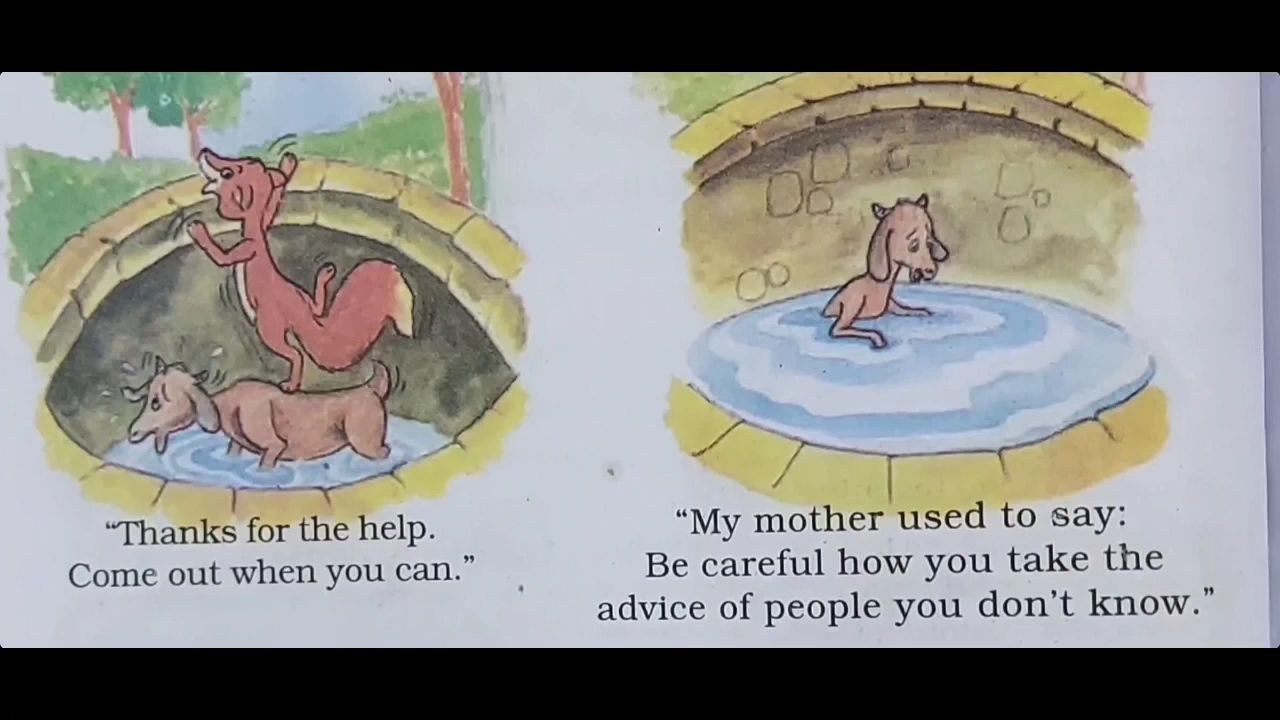 “Thanks for the help.
Come out when you can.”
“My mother used to say:
Be careful how you take the
advice of people you don’t know.”